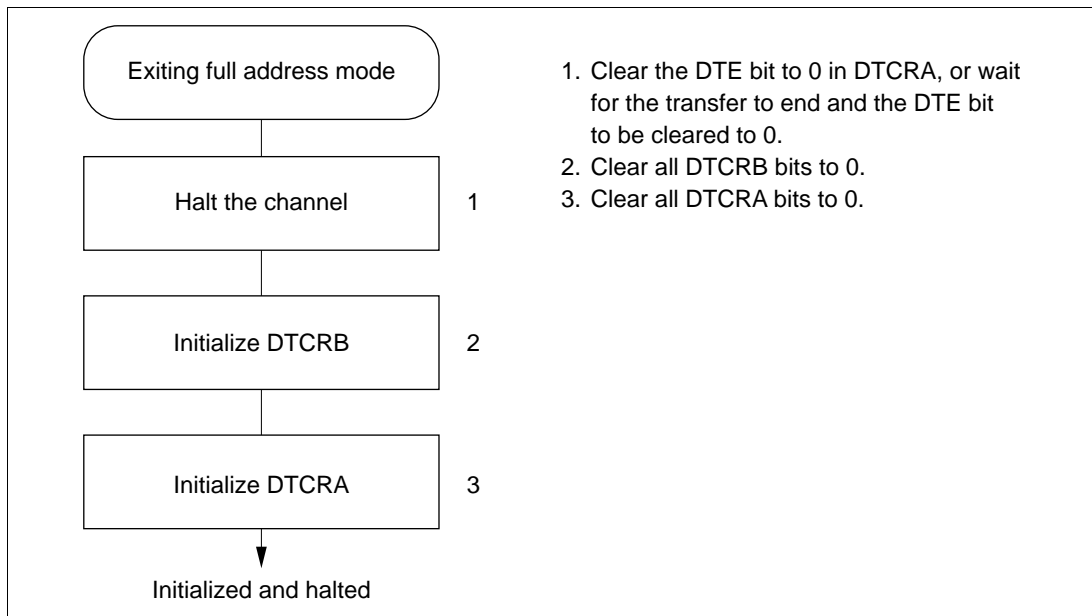 Exiting full address mode
Halt the channel
1
Initialize DTCRB
2
Initialize DTCRA
3
Initialized and halted
1. Clear the DTE bit to 0 in DTCRA, or wait
for the transfer to end and the DTE bit
to be cleared to 0.
2. Clear all DTCRB bits to 0.
3. Clear all DTCRA bits to 0.